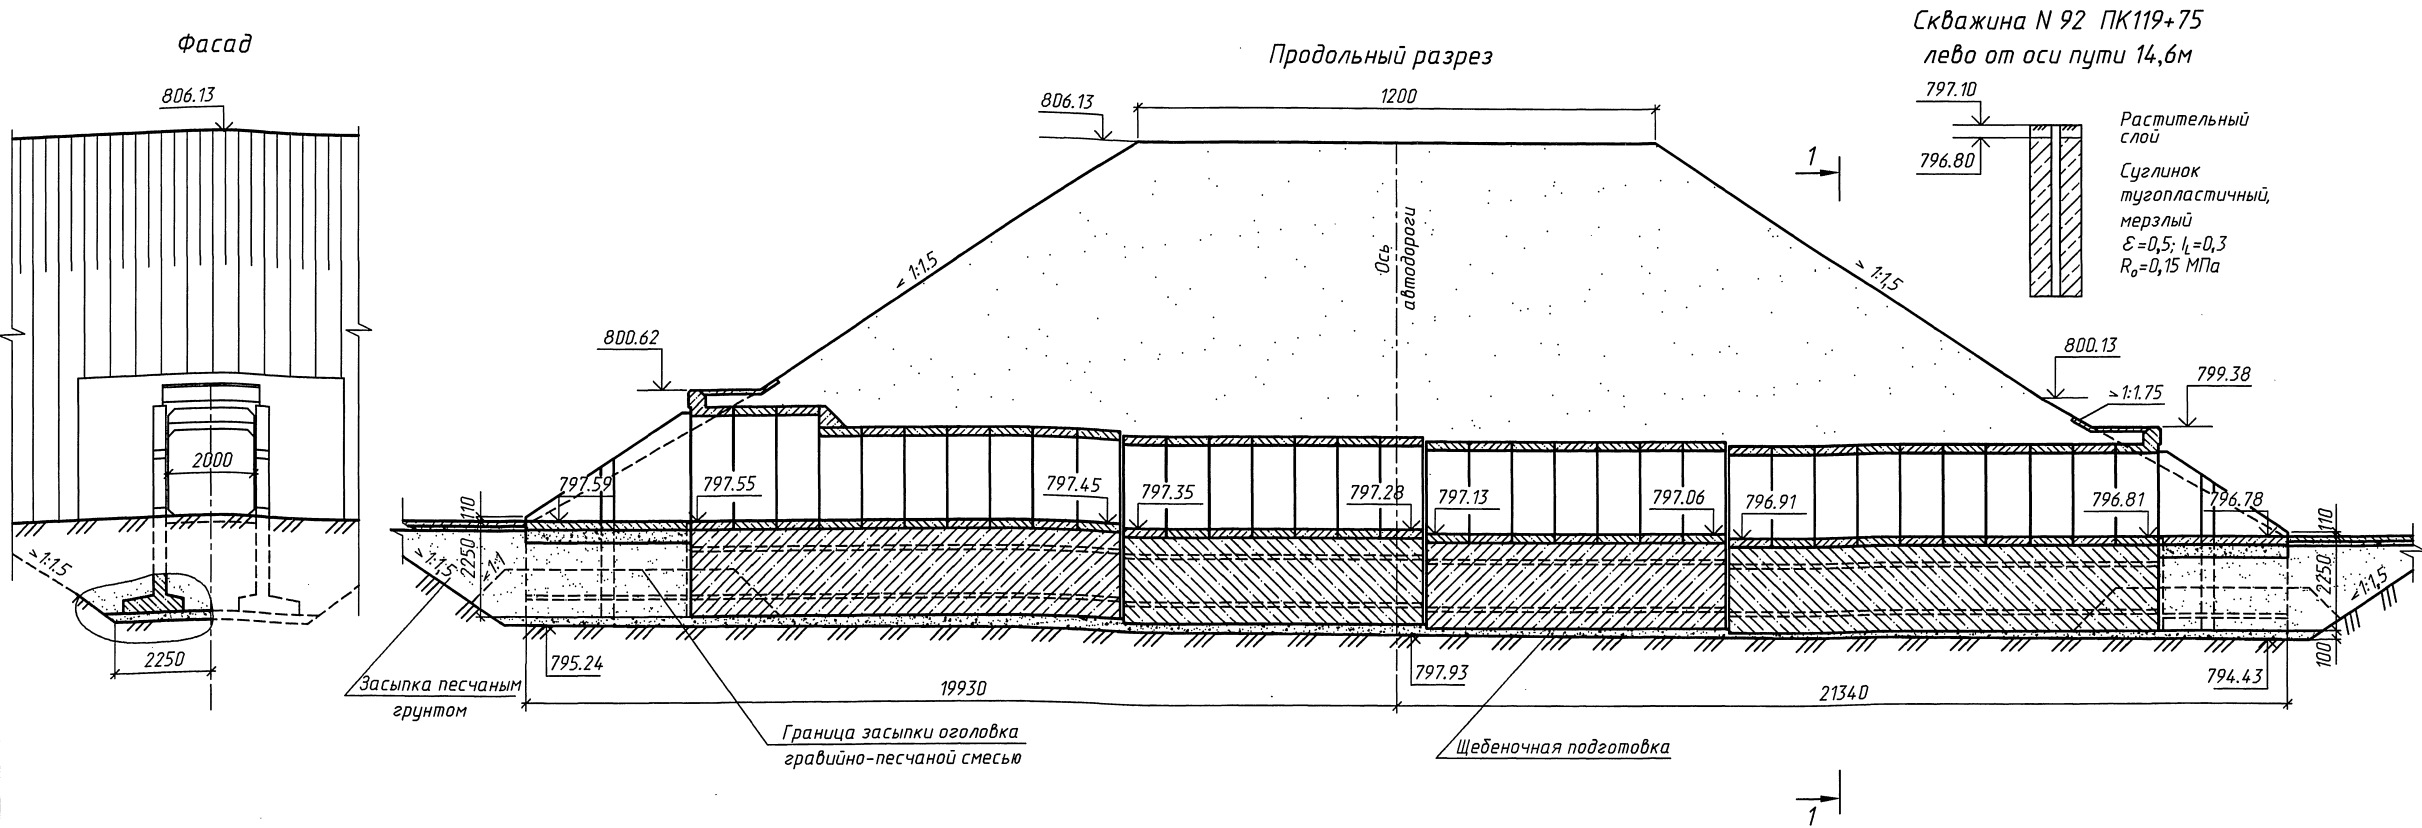 Фасад
806.13
2000
1:1.5
2250
Продольный разрез
806.13
1200
1
1:1.5
Ось
автодороги
1:1,5
800.62
800.13
1:1.75
799.38
797.59
797.55
797.45
797.35
797.28
797.13
797.06
796.91
796.81
796.78
110
2250
1:1.5
1:1
110
2250
100
1:1,5
795.24
797.93
794.43
19930
21340
Засыпка песчаным
грунтом
Граница засыпки оголовка
гравийно-песчаной смесью
Щебеночная подготовка
1
Скважина N 92 ПК119+75
лево от оси пути 14,6м
797.10
796.80
Растительный
слой
Суглинок
тугопластичный,
мерзлый
Ɛ=0,5; IL=0,3
Ro=0,15 МПа